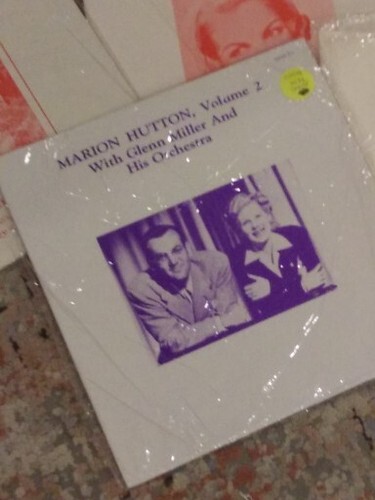 MARION HUTTON, Volume 2
With Glenn Miller And
His Orchestra